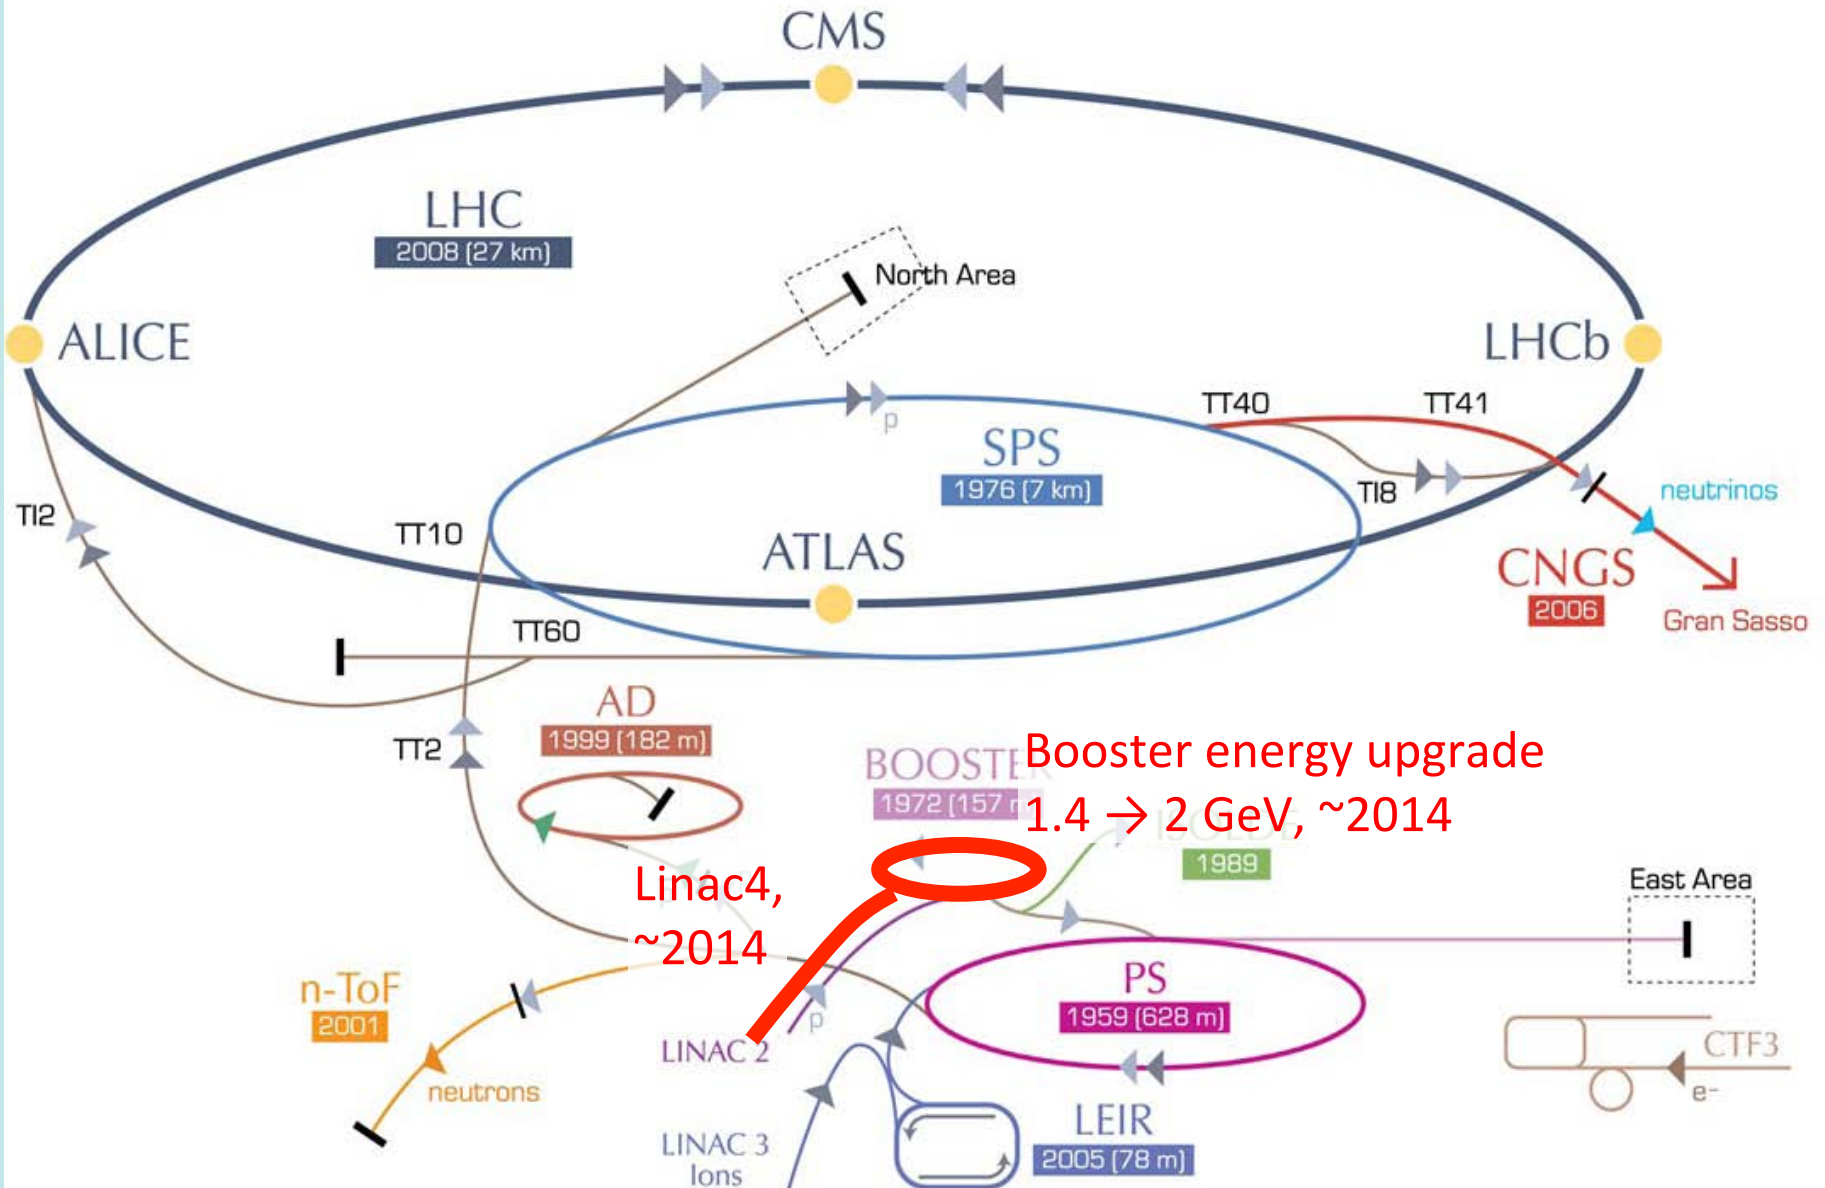 CMS
LHC
2008 (27 km)
North Area
ALICE
LHCb
TT40
TT41
p
SPS
1976 (7 km)
TI8
neutrinos
TI2
TT10
ATLAS
CNGS
2006
Gran Sasso
TT60
AD
1999 (182 m)
TT2
BOOSTER
1972 (157 m)
Booster energy upgrade
1.4 → 2 GeV, ~2014
1989
Linac4,
~2014
East Area
n-ToF
2001
PS
1959 (628 m)
p
LINAC 2
neutrons
CTF3
e-
LEIR
2005 (78 m)
LINAC 3
Ions